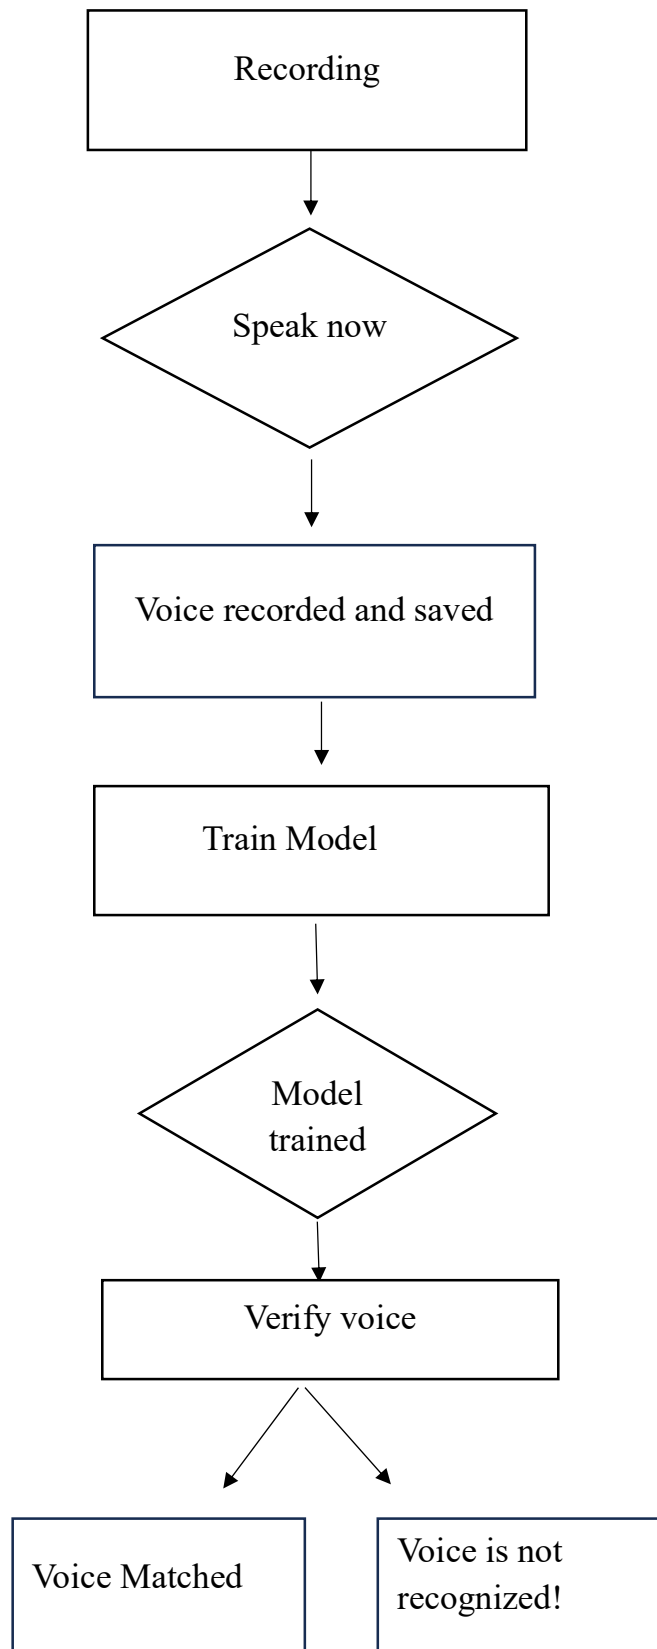 Recording
Speak now
Voice recorded and saved
Train Model
Model
trained
Verify voice
Voice Matched
Voice is not
recognized!